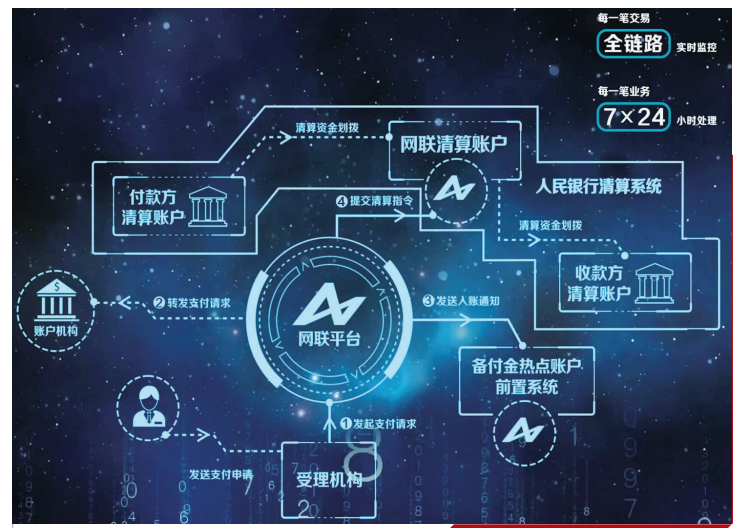 每一笔交易
全链路 实时监控
每一笔业务
7×24 小时处理
清算资金划拨
网联清算账户
付款方
清算账户
人民银行清算系统
④提交清算指令
清算资金划拨
收款方
清算账户
$
账户机构
②转发支付请求
网联平台
③发送入账通知
备付金热点账户
前置系统
①发起支付请求
发送支付申请
受理机构